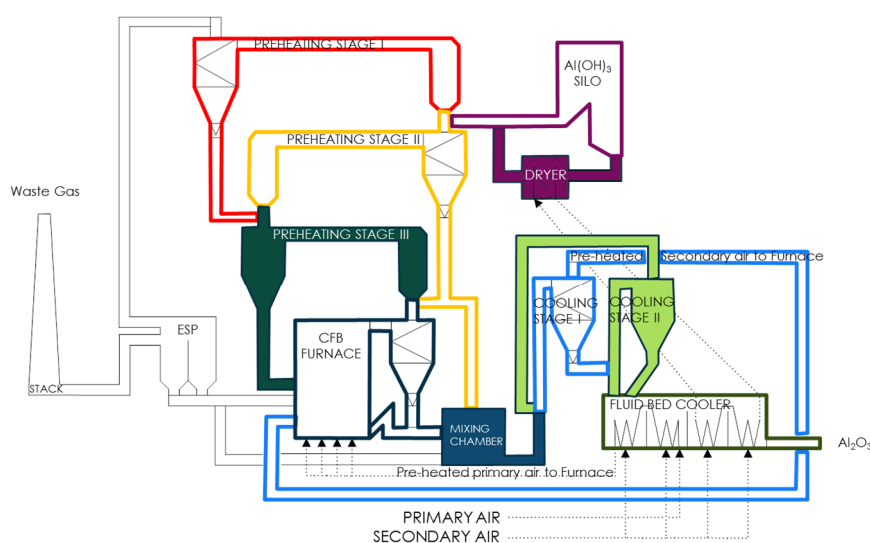 PREHEATING STAGE I
Al(OH)₃
SILO
PREHEATING STAGE II
DRYER
Waste Gas
PREHEATING STAGE III
Pre-heated Secondary air to Furnace
COOLING
STAGE I
COOLING
STAGE II
ESP
CFB
FURNACE
STACK
FLUID BED COOLER
MIXING
CHAMBER
Al₂O₃
Pre-heated primary air to Furnace
PRIMARY AIR
SECONDARY AIR